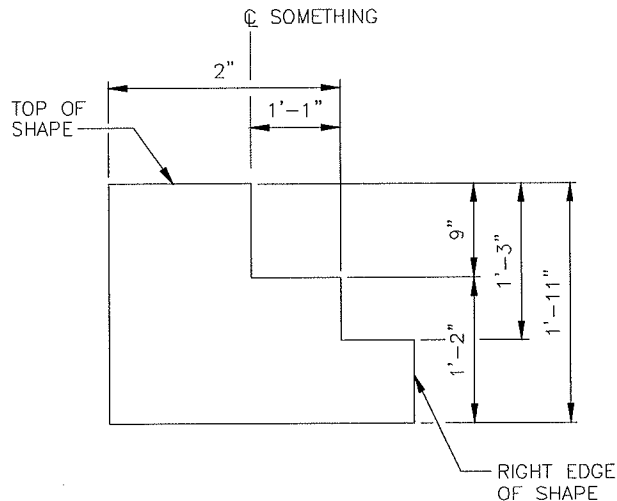 ℄ SOMETHING
2"
TOP OF
SHAPE
1'-1"
9"
1'-3"
1'-11"
1'-2"
RIGHT EDGE
OF SHAPE